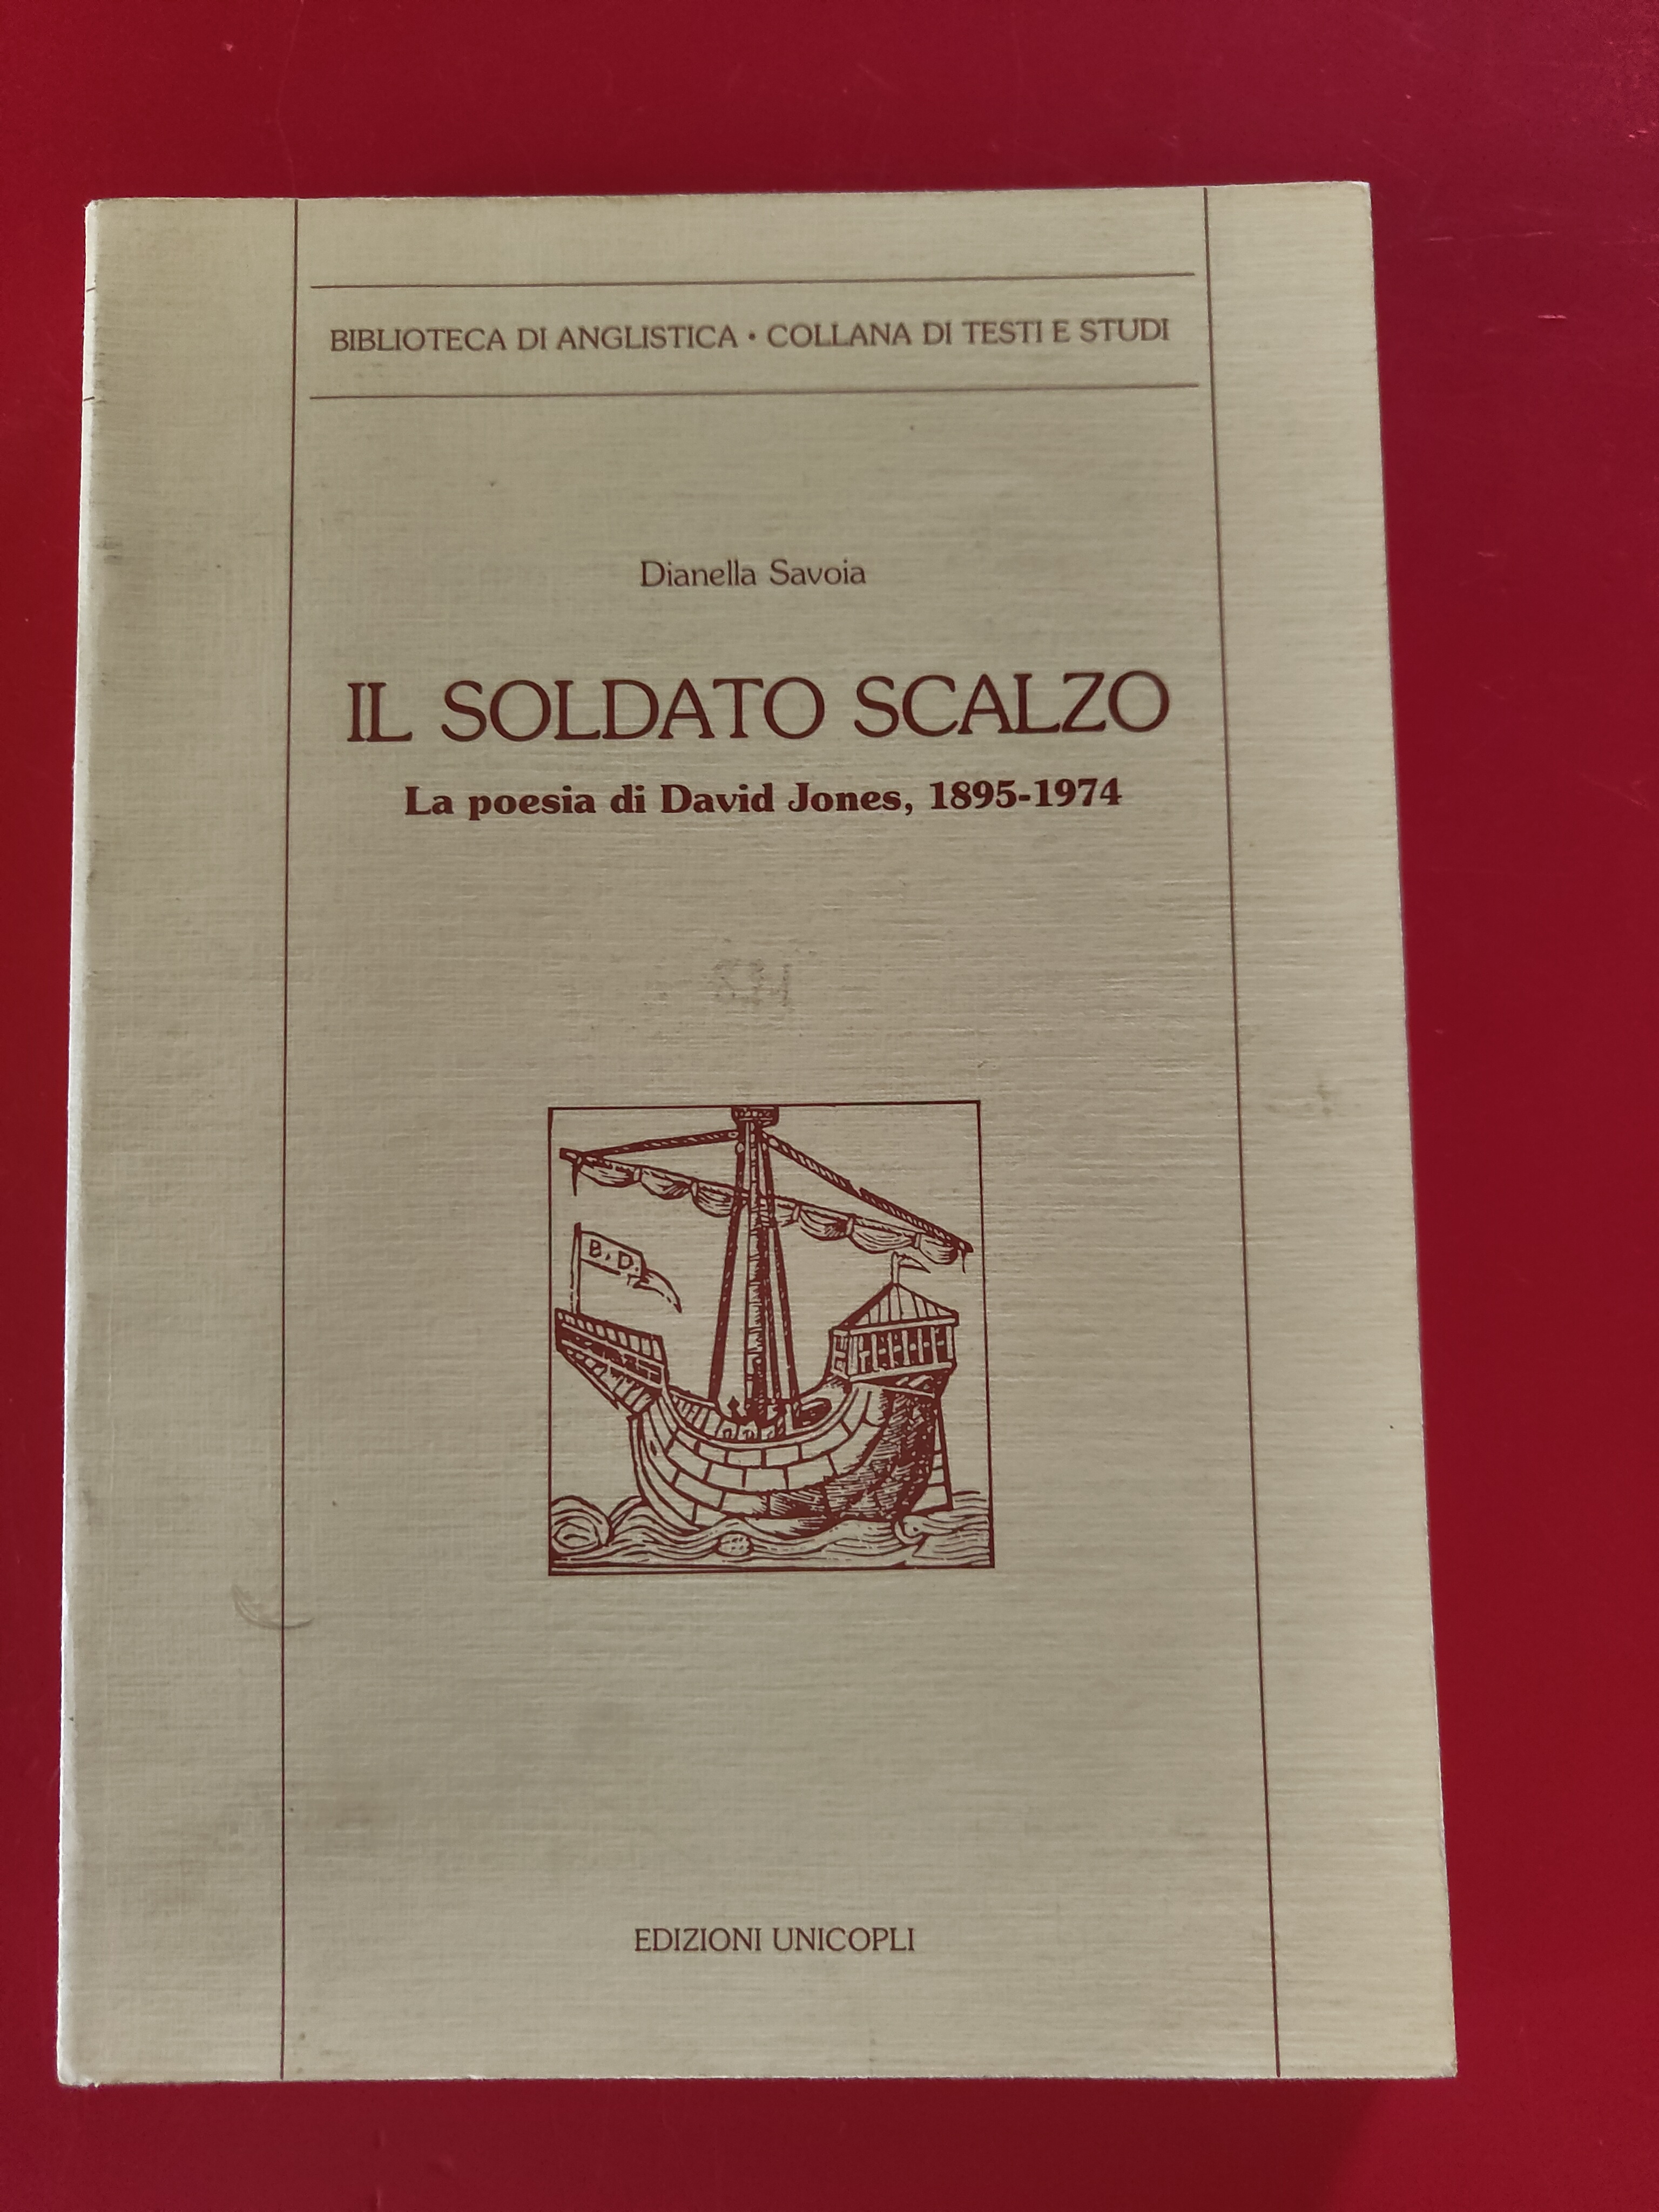 BIBLIOTECA DI ANGLISTICA • COLLANA DI TESTI E STUDI
Dianella Savoia
IL SOLDATO SCALZO
La poesia di David Jones, 1895-1974
B. D.
EDIZIONI UNICOPLI